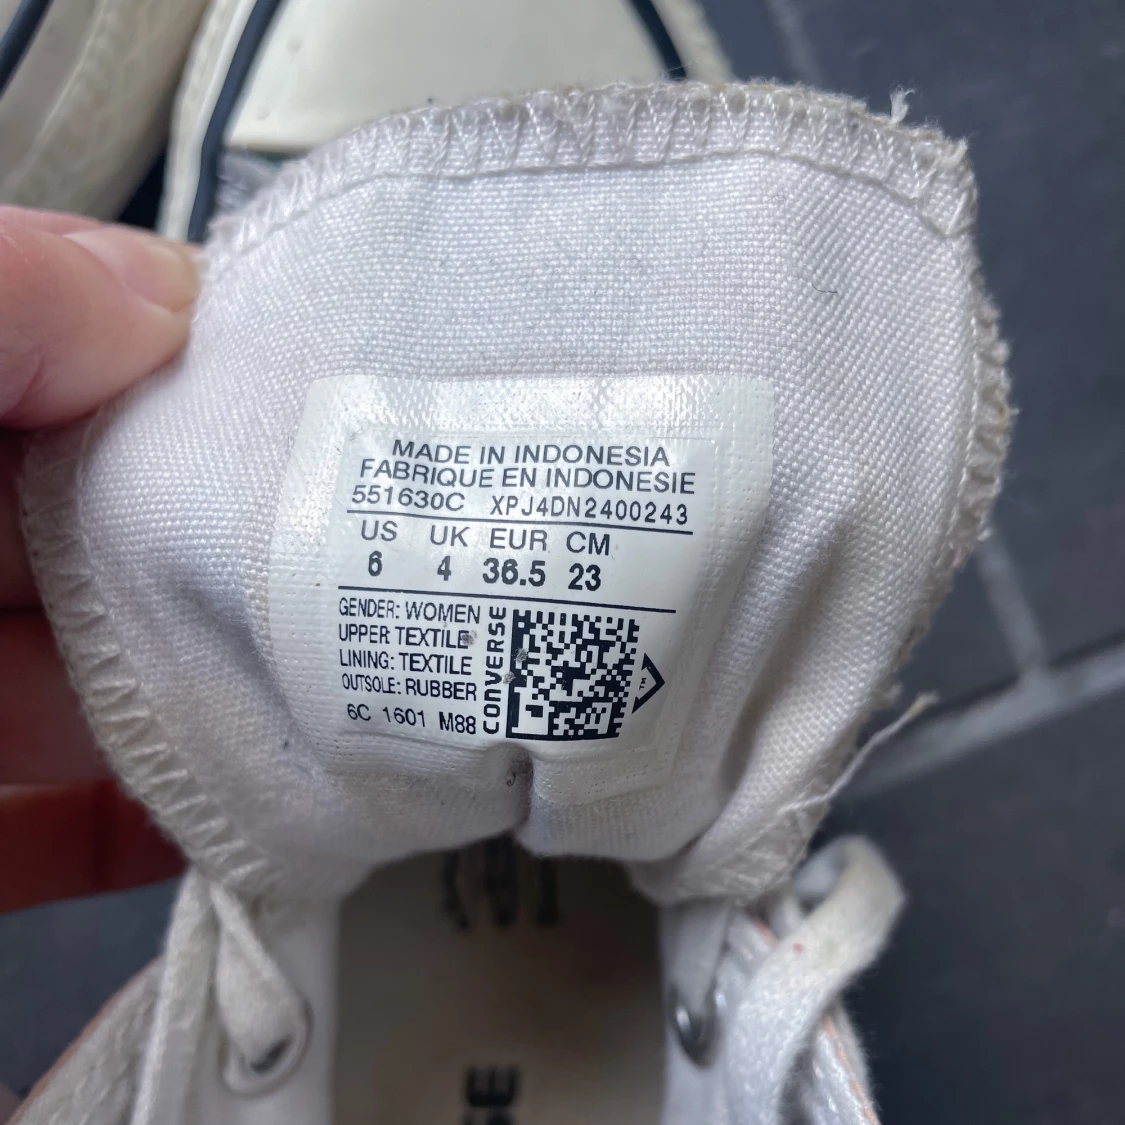 MADE IN INDONESIA
FABRIQUE EN INDONESIE
551630C XPJ4DN2400243
US UK EUR CM
6 4 36.5 23
GENDER: WOMEN
UPPER: TEXTILE
LINING: TEXTILE
OUTSOLE: RUBBER
6C 1601 M88
CONVERSE
TM